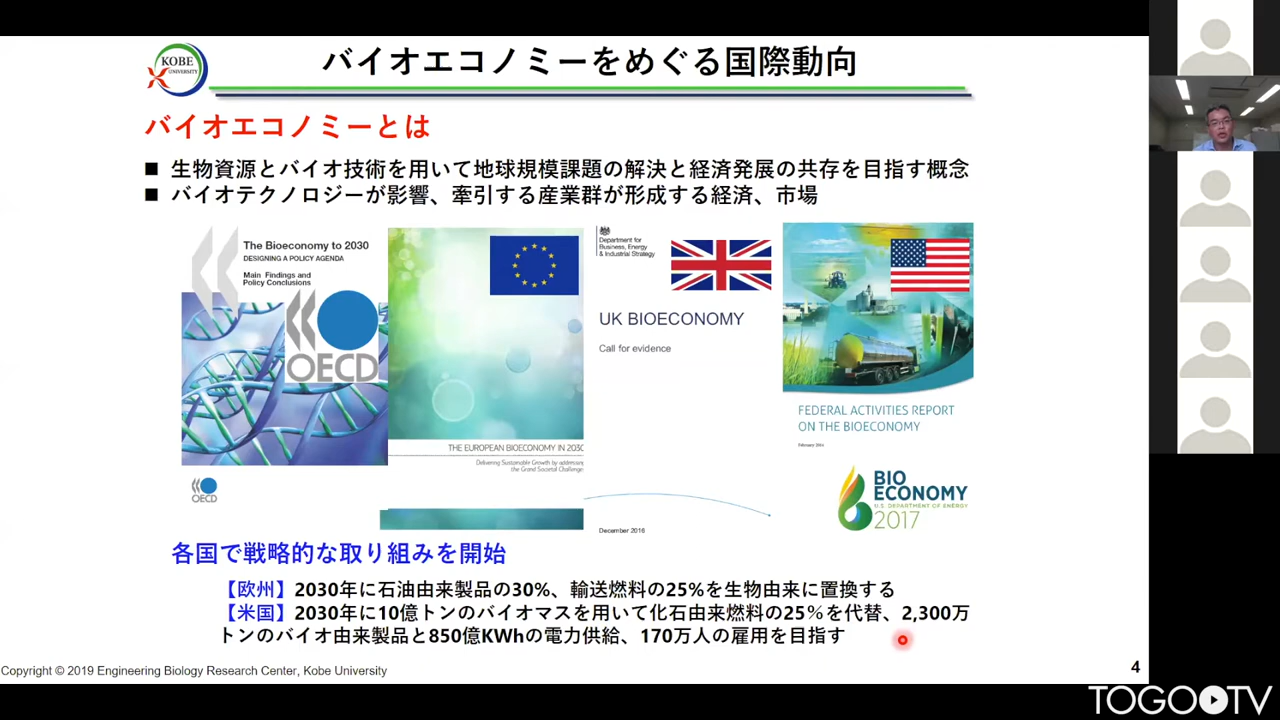 KOBE
UNIVERSITY
バイオエコノミーをめぐる国際動向
バイオエコノミーとは
■ 生物資源とバイオ技術を用いて地球規模課題の解決と経済発展の共存を目指す概念
■ バイオテクノロジーが影響、牽引する産業群が形成する経済、市場
The Bioeconomy to 2030
DESIGNING A POLICY AGENDA
Main Findings and
Policy Conclusions
OECD
OECD
THE EUROPEAN BIOECONOMY IN 2030
Delivering Sustainable Growth by addressing
the Grand Societal Challenges
Department for
Business, Energy
& Industrial Strategy
UK BIOECONOMY
Call for evidence
December 2016
FEDERAL ACTIVITIES REPORT
ON THE BIOECONOMY
February 2016
BIO
ECONOMY
U.S. DEPARTMENT OF ENERGY
2017
各国で戦略的な取り組みを開始
【欧州】2030年に石油由来製品の30%、輸送燃料の25%を生物由来に置換する
【米国】2030年に10億トンのバイオマスを用いて化石由来燃料の25%を代替、2,300万
トンのバイオ由来製品と850億KWhの電力供給、170万人の雇用を目指す
Copyright © 2019 Engineering Biology Research Center, Kobe University
4
TOGO TV